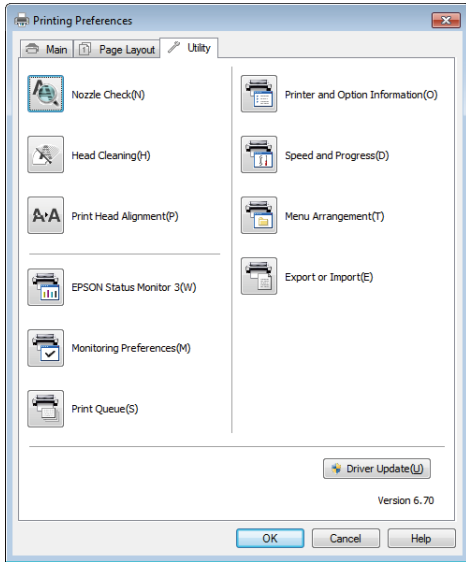 Printing Preferences
Main
Page Layout
Utility
Nozzle Check(N)
Head Cleaning(H)
Print Head Alignment(P)
EPSON Status Monitor 3(W)
Monitoring Preferences(M)
Print Queue(S)
Printer and Option Information(O)
Speed and Progress(D)
Menu Arrangement(T)
Export or Import(E)
Driver Update(U)
Version 6.70
OK
Cancel
Help